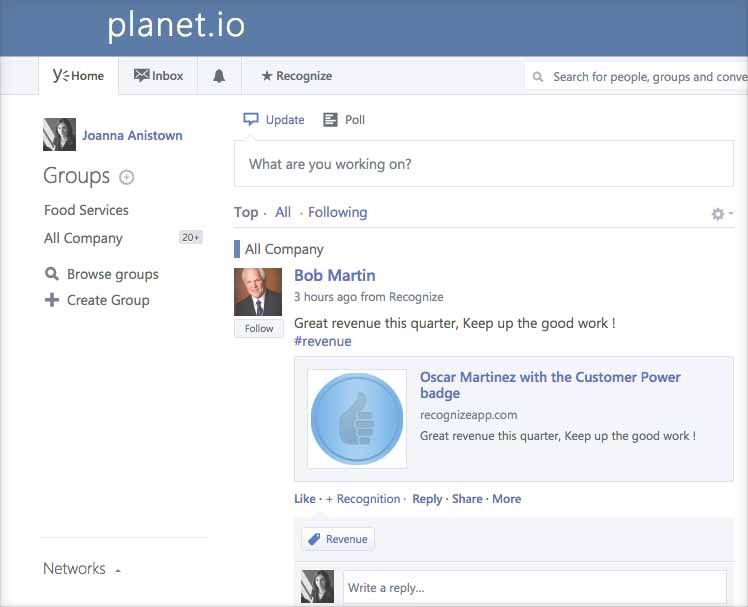 planet.io
Home
Inbox
Recognize
Search for people, groups and conve
Joanna Anistown
Groups
Food Services
All Company
20+
Browse groups
Create Group
Networks
Update
Poll
What are you working on?
Top · All · Following
All Company
Bob Martin
3 hours ago from Recognize
Follow
Great revenue this quarter, Keep up the good work !
#revenue
Oscar Martinez with the Customer Power
badge
recognizeapp.com
Great revenue this quarter, Keep up the good work !
Like · + Recognition · Reply · Share · More
Revenue
Write a reply...